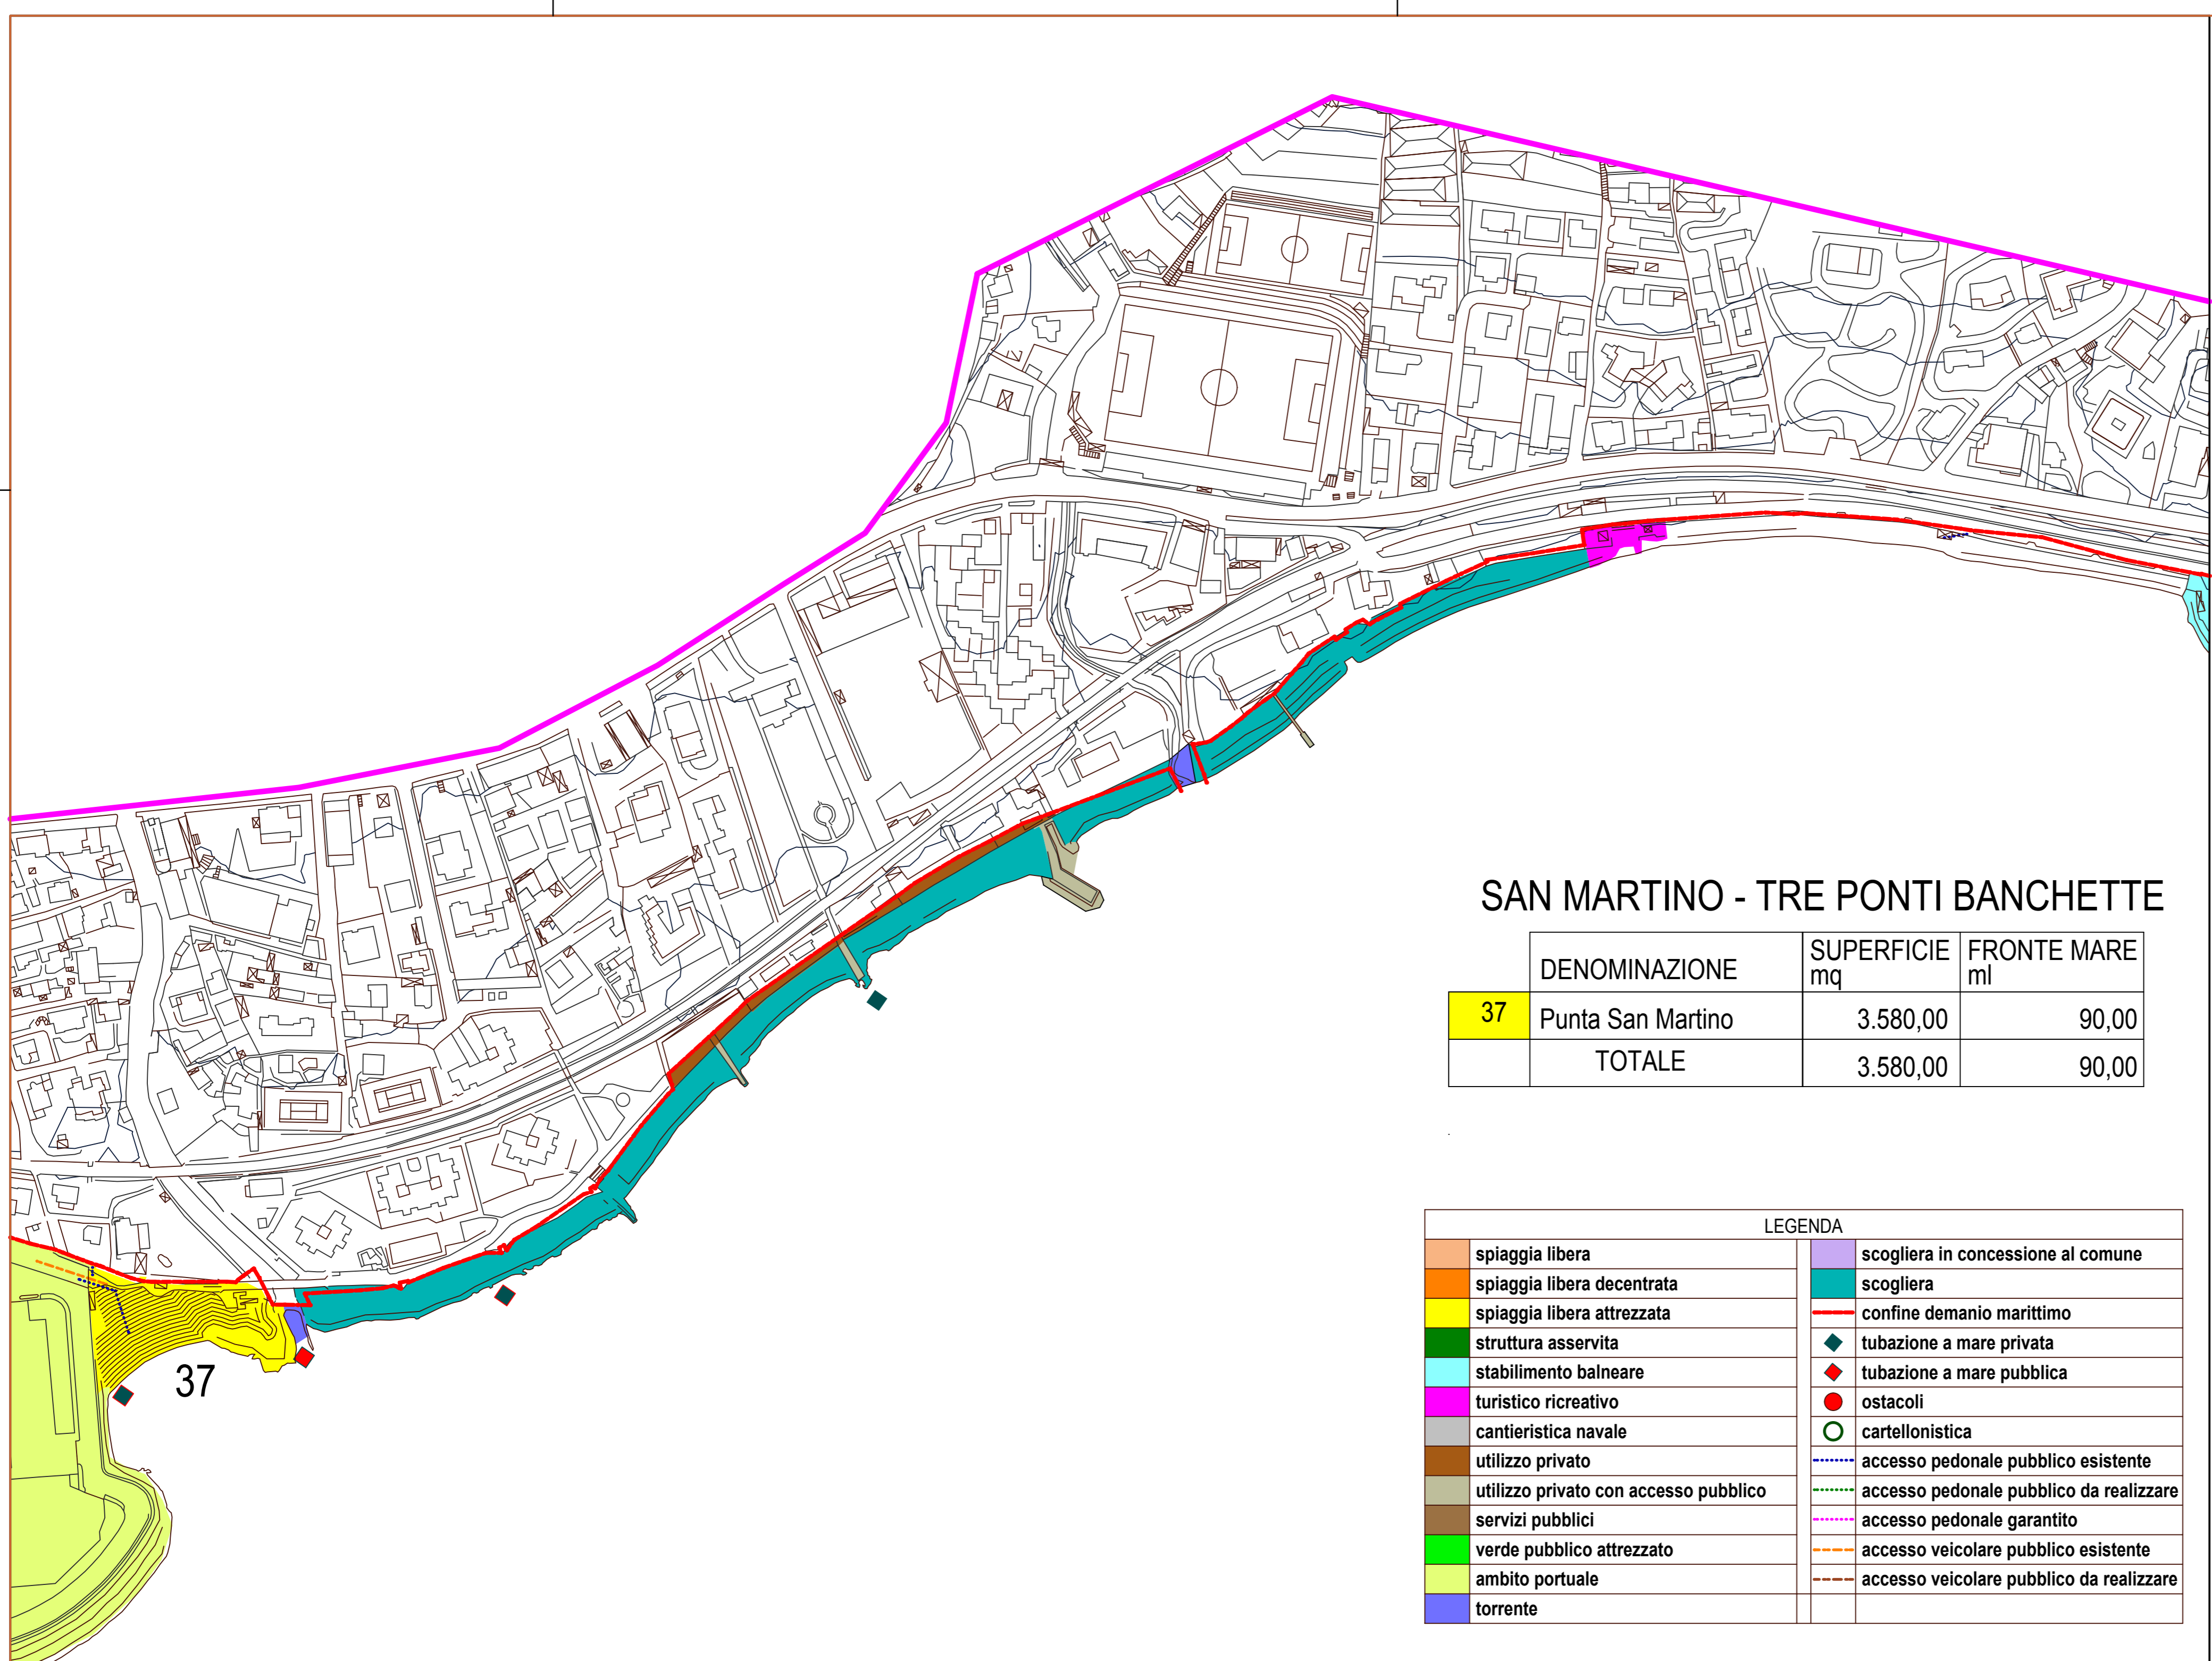 SAN MARTINO - TRE PONTI BANCHETTE
DENOMINAZIONE SUPERFICIE mq FRONTE MARE ml
37 Punta San Martino 3.580,00 90,00
TOTALE 3.580,00 90,00
37
LEGENDA
spiaggia libera
spiaggia libera decentrata
spiaggia libera attrezzata
struttura asservita
stabilimento balneare
turistico ricreativo
cantieristica navale
utilizzo privato
utilizzo privato con accesso pubblico
servizi pubblici
verde pubblico attrezzato
ambito portuale
torrente
scogliera in concessione al comune
scogliera
confine demanio marittimo
tubazione a mare privata
tubazione a mare pubblica
ostacoli
cartellonistica
accesso pedonale pubblico esistente
accesso pedonale pubblico da realizzare
accesso pedonale garantito
accesso veicolare pubblico esistente
accesso veicolare pubblico da realizzare